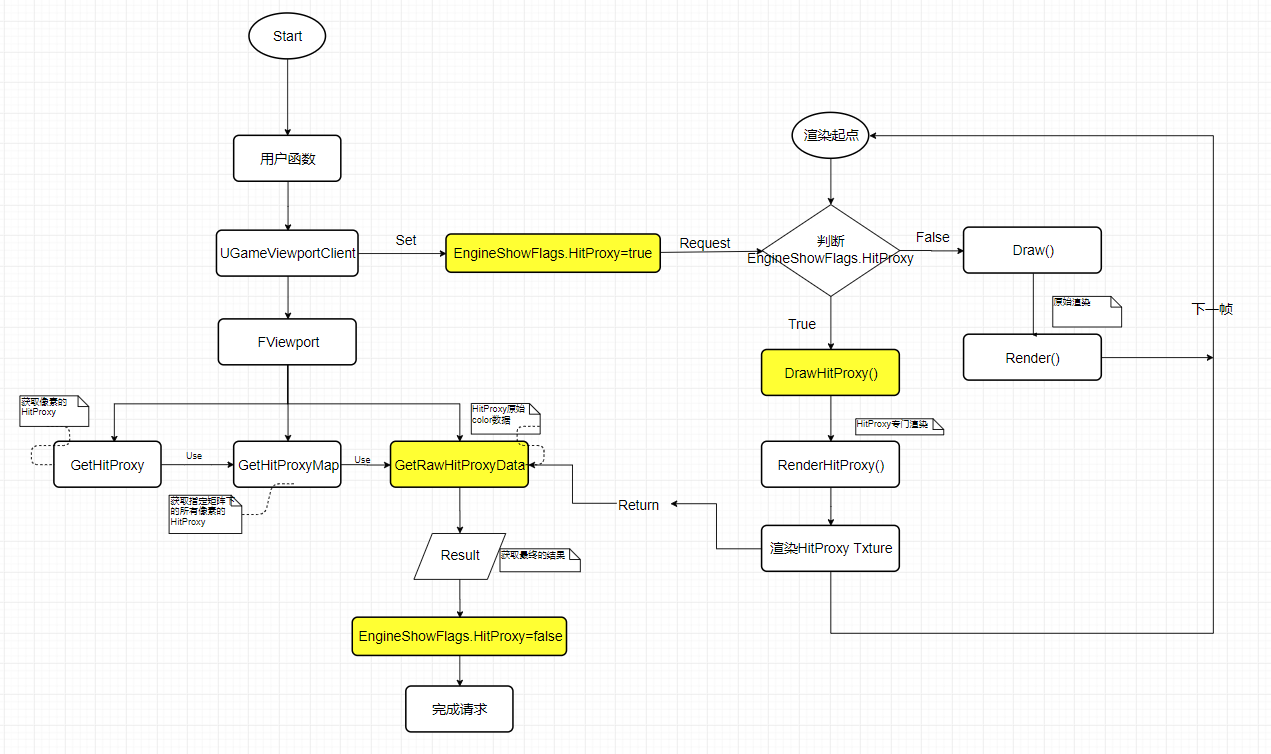 Start
用户函数
UGameViewportClient
Set
EngineShowFlags.HitProxy=true
Request
渲染起点
判断
EngineShowFlags.HitProxy
False
Draw()
原始渲染
Render()
下一帧
True
DrawHitProxy()
HitProxy专门渲染
RenderHitProxy()
渲染HitProxy Txture
Return
FViewport
获取像素的
HitProxy
GetHitProxy
Use
GetHitProxyMap
Use
获取指定矩阵下
的所有像素的
HitProxy
HitProxy原始
color数据
GetRawHitProxyData
Result
获取最终的结果
EngineShowFlags.HitProxy=false
完成请求